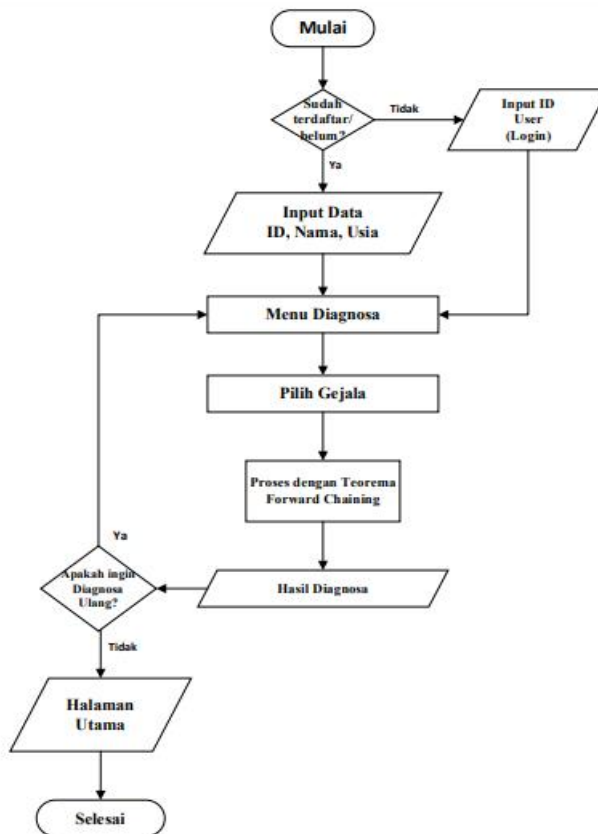 Mulai
Sudah
terdaftar/
belum?
Tidak
Input ID
User
(Login)
Ya
Input Data
ID, Nama, Usia
Menu Diagnosa
Pilih Gejala
Proses dengan Teorema
Forward Chaining
Hasil Diagnosa
Ya
Apakah ingin
Diagnosa
Ulang?
Tidak
Halaman
Utama
Selesai